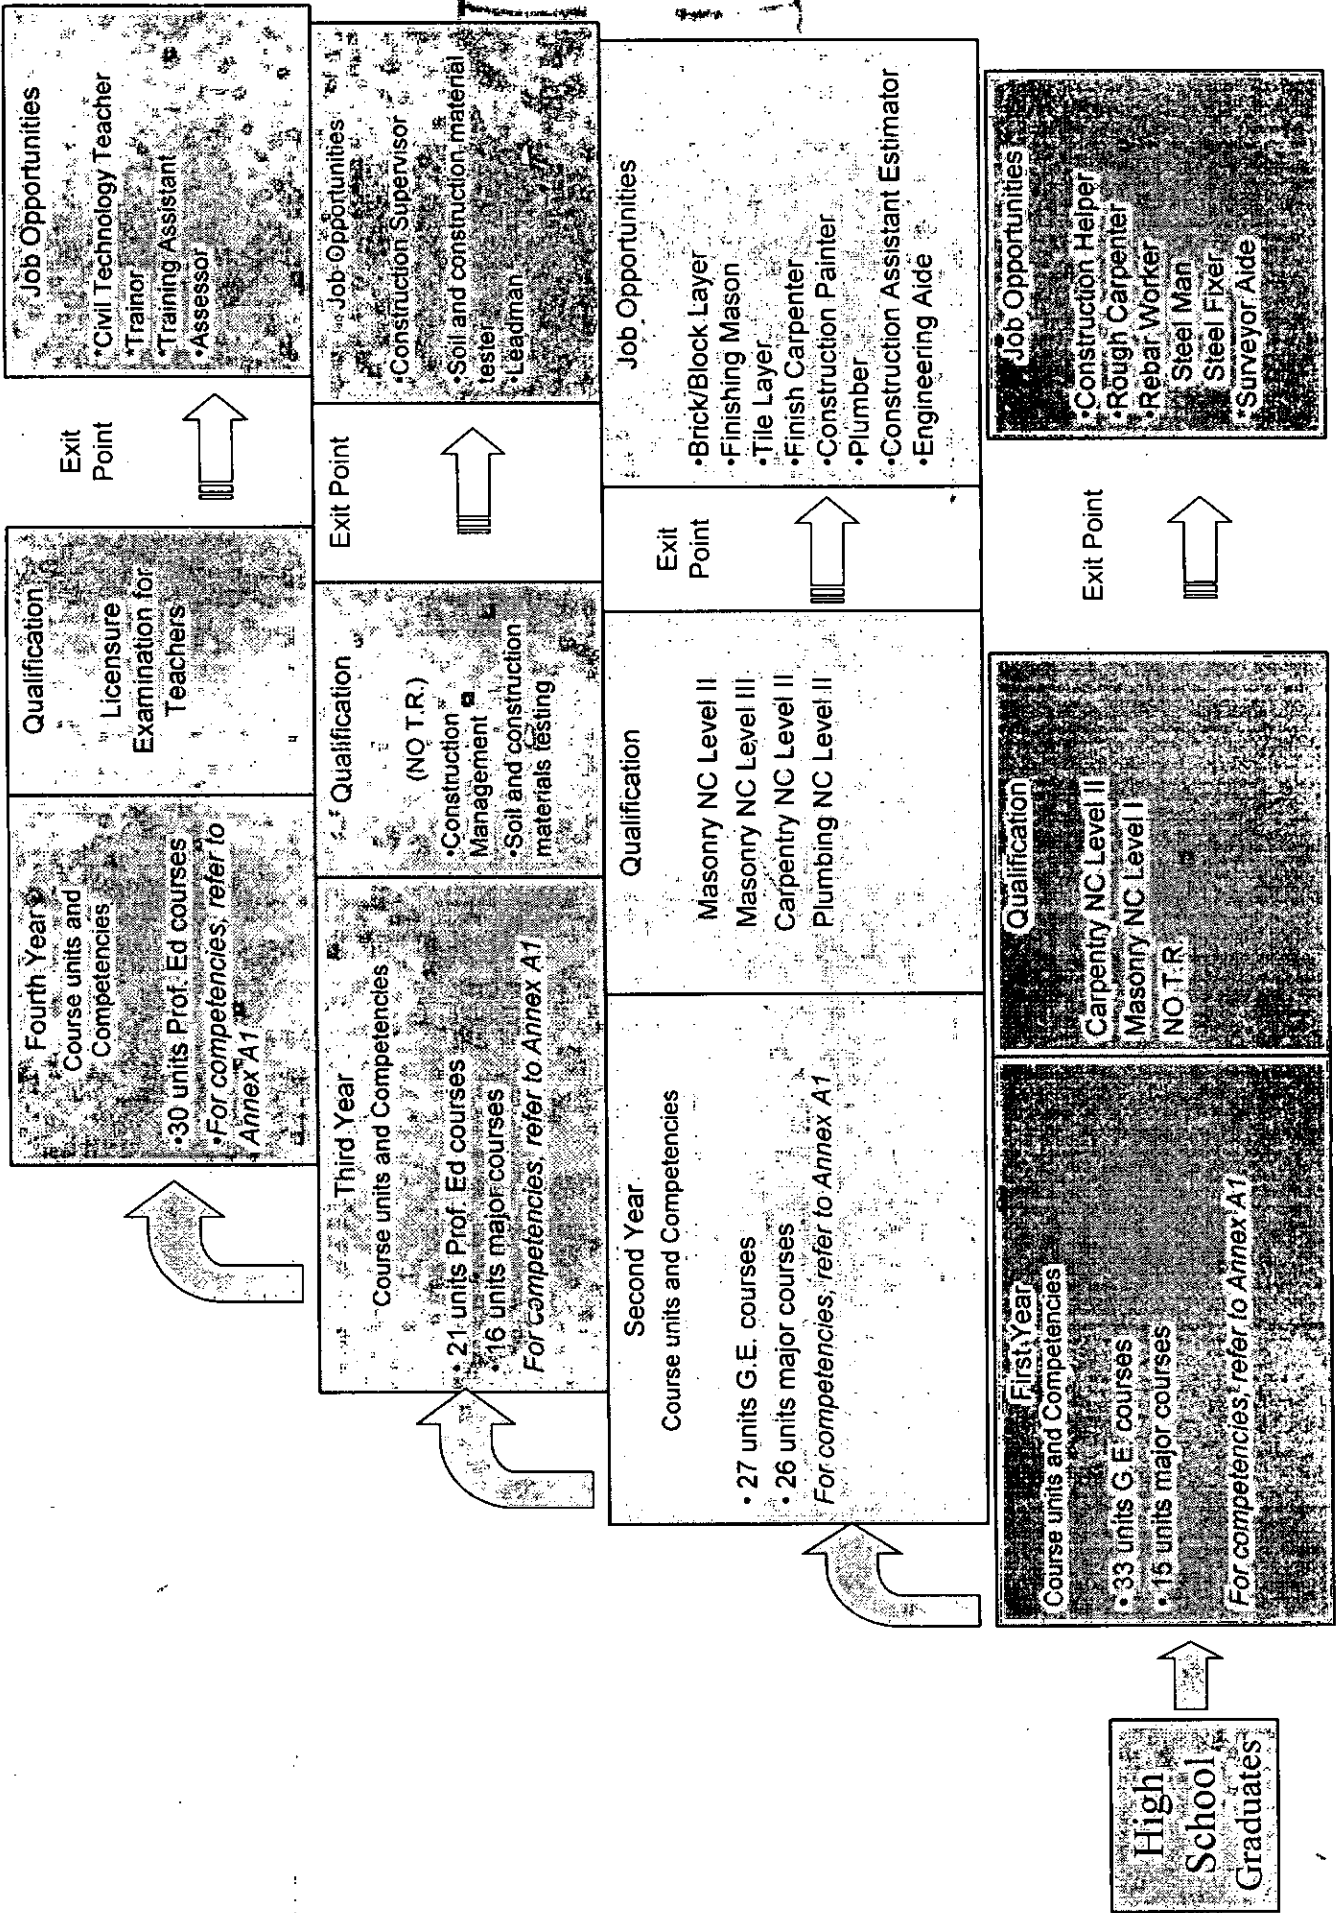 Fourth Year
Course units and
Competencies
•30 units Prof. Ed courses
•For competencies, refer to
Annex A1
Qualification
Licensure
Examination for
Teachers
Exit
Point
Job Opportunities
*Civil Technology Teacher
*Trainor
*Training Assistant
•Assessor
Third Year
Course units and Competencies
• 21 units Prof. Ed courses
•16 units major courses
For competencies, refer to Annex A1
Qualification
(NO T.R.)
•Construction
Management
•Soil and construction
materials testing
Exit Point
Job Opportunities
•Construction Supervisor
•Soil and construction material
tester
•Leadman
Second Year
Course units and Competencies
• 27 units G.E. courses
• 26 units major courses
For competencies, refer to Annex A1
Qualification
Masonry NC Level II
Masonry NC Level III
Carpentry NC Level II
Plumbing NC Level II
Exit
Point
Job Opportunities
•Brick/Block Layer
•Finishing Mason
•Tile Layer
•Finish Carpenter
•Construction Painter
•Plumber
•Construction Assistant Estimator
•Engineering Aide
First Year
Course units and Competencies
• 33 units G.E. courses
• 15 units major courses
For competencies, refer to Annex A1
Qualification
Carpentry NC Level II
Masonry NC Level I
NO T.R.
Exit Point
Job Opportunities
•Construction Helper
•Rough Carpenter
•Rebar Worker
Steel Man
Steel Fixer
*Surveyor Aide
High
School
Graduates